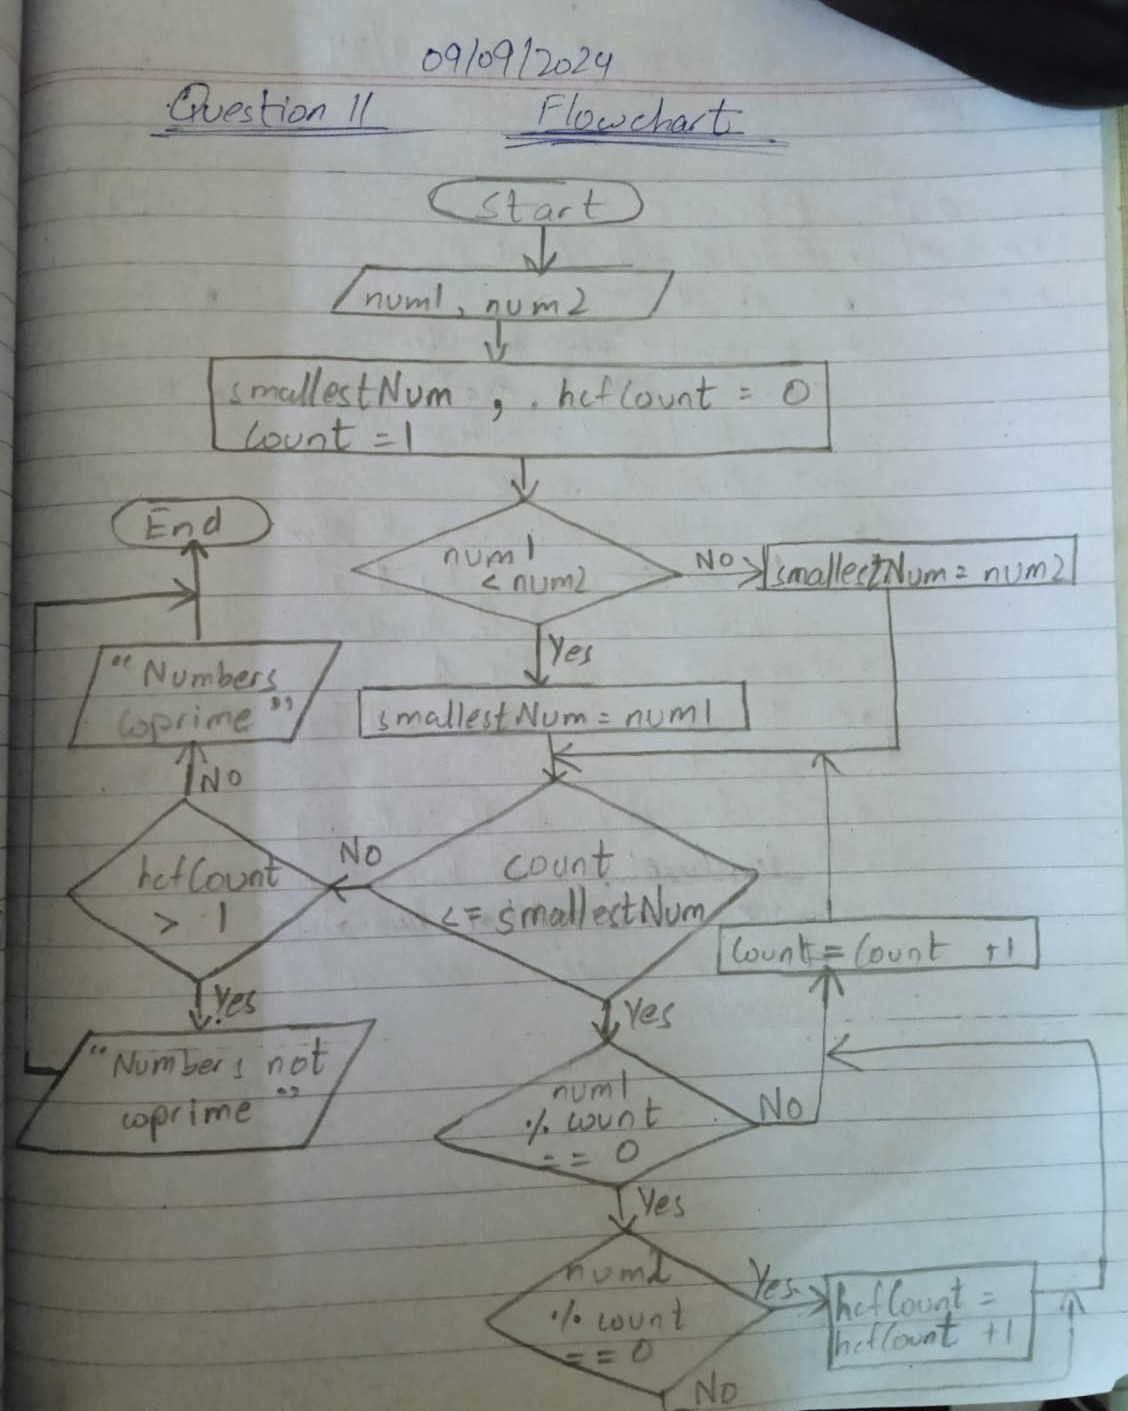 09/09/2024
Question 11 Flowchart
Start
num1, num2
smallestNum , . hcfCount = 0
Count = 1
num1
< num2
No
smallestNum = num2
Yes
smallestNum = num1
count
<= smallestNum
No
hcfCount
> 1
No
"Numbers
coprime"
End
Yes
"Numbers not
coprime"
Yes
num1
% count
== 0
No
Count = Count +1
Yes
num2
% count
== 0
Yes
hcfCount =
hcfCount +1
No